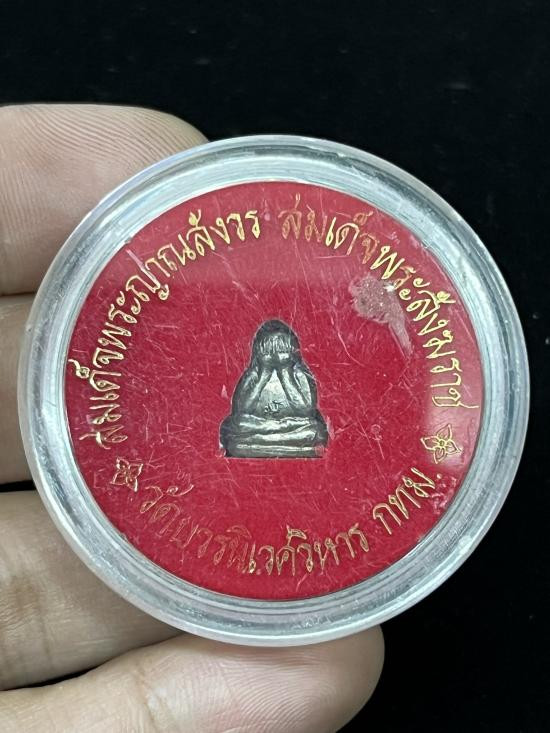 สมเด็จพระญาณสังวร สมเด็จพระสังฆราช
วัดบวรนิเวศวิหาร กทม.